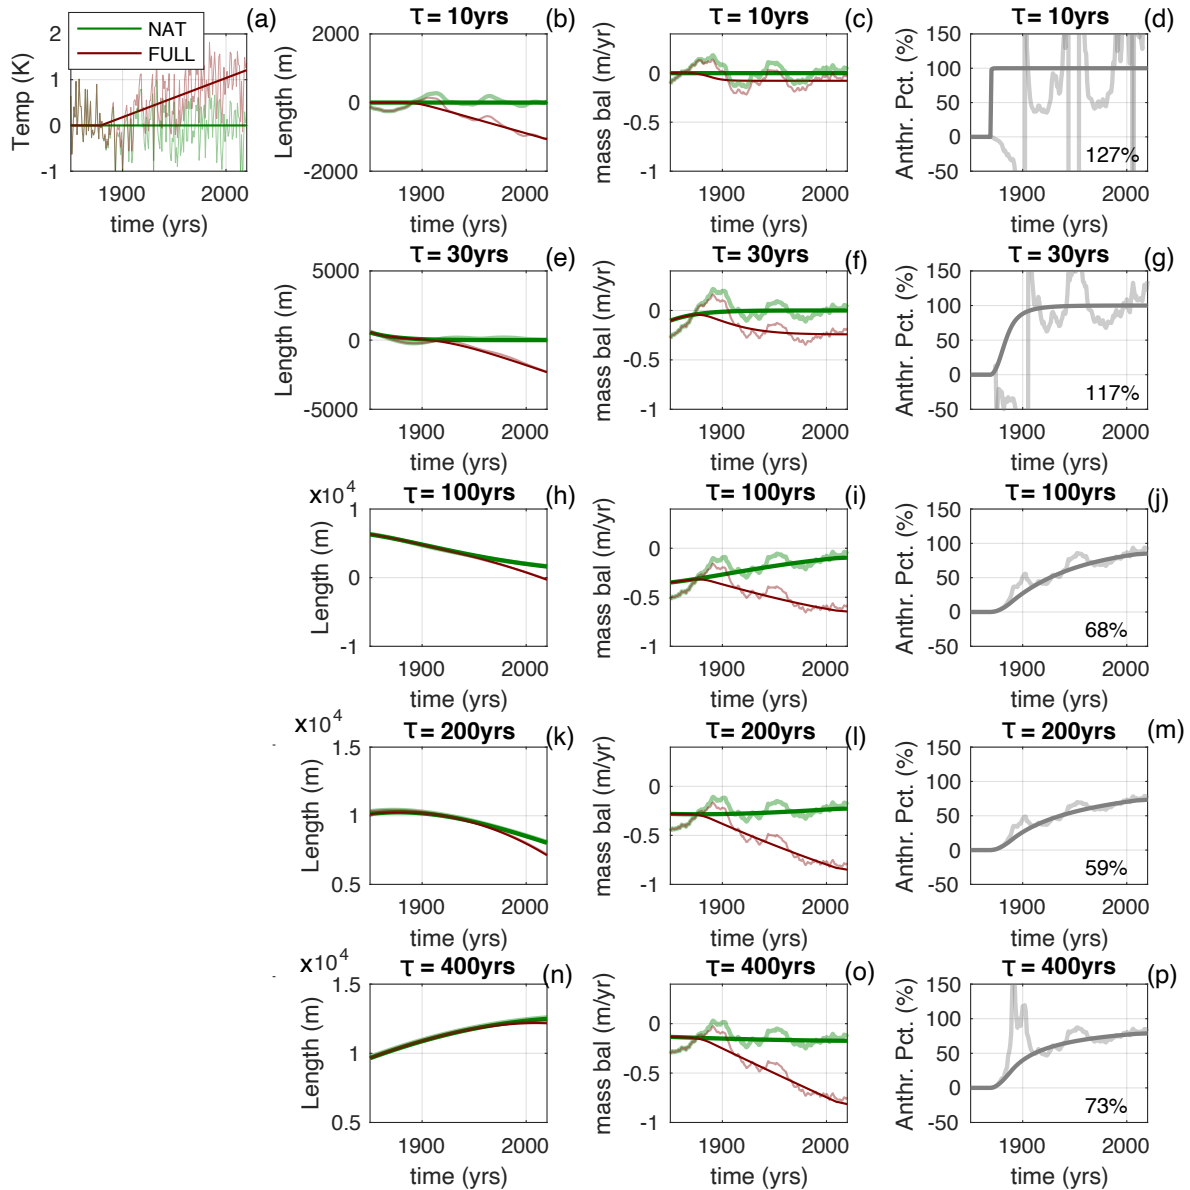 (a)
NAT
FULL
2
1
0
-1
Temp (K)
1900
2000
time (yrs)
τ = 10yrs
(b)
2000
0
-2000
Length (m)
1900
2000
time (yrs)
τ = 10yrs
(c)
0
-0.5
-1
mass bal (m/yr)
1900
2000
time (yrs)
τ = 10yrs
(d)
150
100
50
0
-50
Anthr. Pct. (%)
127%
1900
2000
time (yrs)
τ = 30yrs
(e)
5000
0
-5000
Length (m)
1900
2000
time (yrs)
τ = 30yrs
(f)
0
-0.5
-1
mass bal (m/yr)
1900
2000
time (yrs)
τ = 30yrs
(g)
150
100
50
0
-50
Anthr. Pct. (%)
117%
1900
2000
time (yrs)
x10⁴
τ = 100yrs
(h)
1
0
-1
Length (m)
1900
2000
time (yrs)
τ = 100yrs
(i)
0
-0.5
-1
mass bal (m/yr)
1900
2000
time (yrs)
τ = 100yrs
(j)
150
100
50
0
-50
Anthr. Pct. (%)
68%
1900
2000
time (yrs)
x10⁴
τ = 200yrs
(k)
1.5
1
0.5
Length (m)
1900
2000
time (yrs)
τ = 200yrs
(l)
0
-0.5
-1
mass bal (m/yr)
1900
2000
time (yrs)
τ = 200yrs
(m)
150
100
50
0
-50
Anthr. Pct. (%)
59%
1900
2000
time (yrs)
x10⁴
τ = 400yrs
(n)
1.5
1
0.5
Length (m)
1900
2000
time (yrs)
τ = 400yrs
(o)
0
-0.5
-1
mass bal (m/yr)
1900
2000
time (yrs)
τ = 400yrs
(p)
150
100
50
0
-50
Anthr. Pct. (%)
73%
1900
2000
time (yrs)